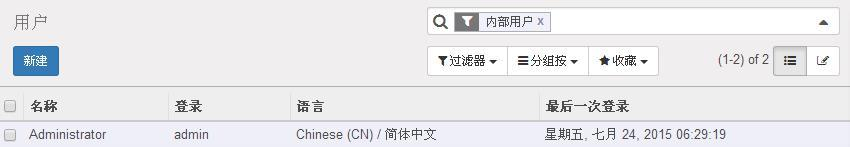 用户
内部用户 x
新建
过滤器 分组按 收藏 (1-2) of 2
名称 登录 语言 最后一次登录
Administrator admin Chinese (CN) / 简体中文 星期五, 七月 24, 2015 06:29:19